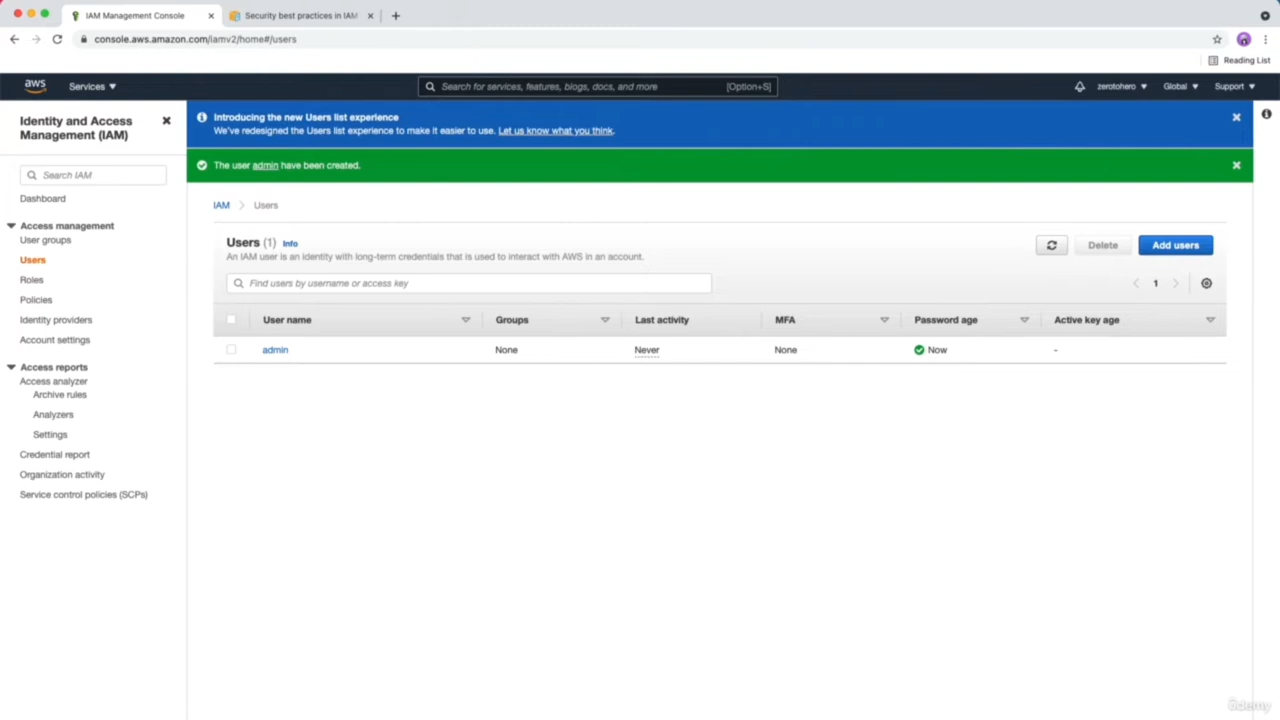 IAM Management Console
Security best practices in IAM
console.aws.amazon.com/iamv2/home#/users
Reading List
aws
Services
Search for services, features, blogs, docs, and more
[Option+S]
zerotohero
Global
Support
Identity and Access
Management (IAM)
Search IAM
Dashboard
Access management
User groups
Users
Roles
Policies
Identity providers
Account settings
Access reports
Access analyzer
Archive rules
Analyzers
Settings
Credential report
Organization activity
Service control policies (SCPs)
Introducing the new Users list experience
We've redesigned the Users list experience to make it easier to use. Let us know what you think.
The user admin have been created.
IAM > Users
Users (1) Info
An IAM user is an identity with long-term credentials that is used to interact with AWS in an account.
Delete
Add users
Find users by username or access key
1
User name Groups Last activity MFA Password age Active key age
admin None Never None Now -
ûdemy